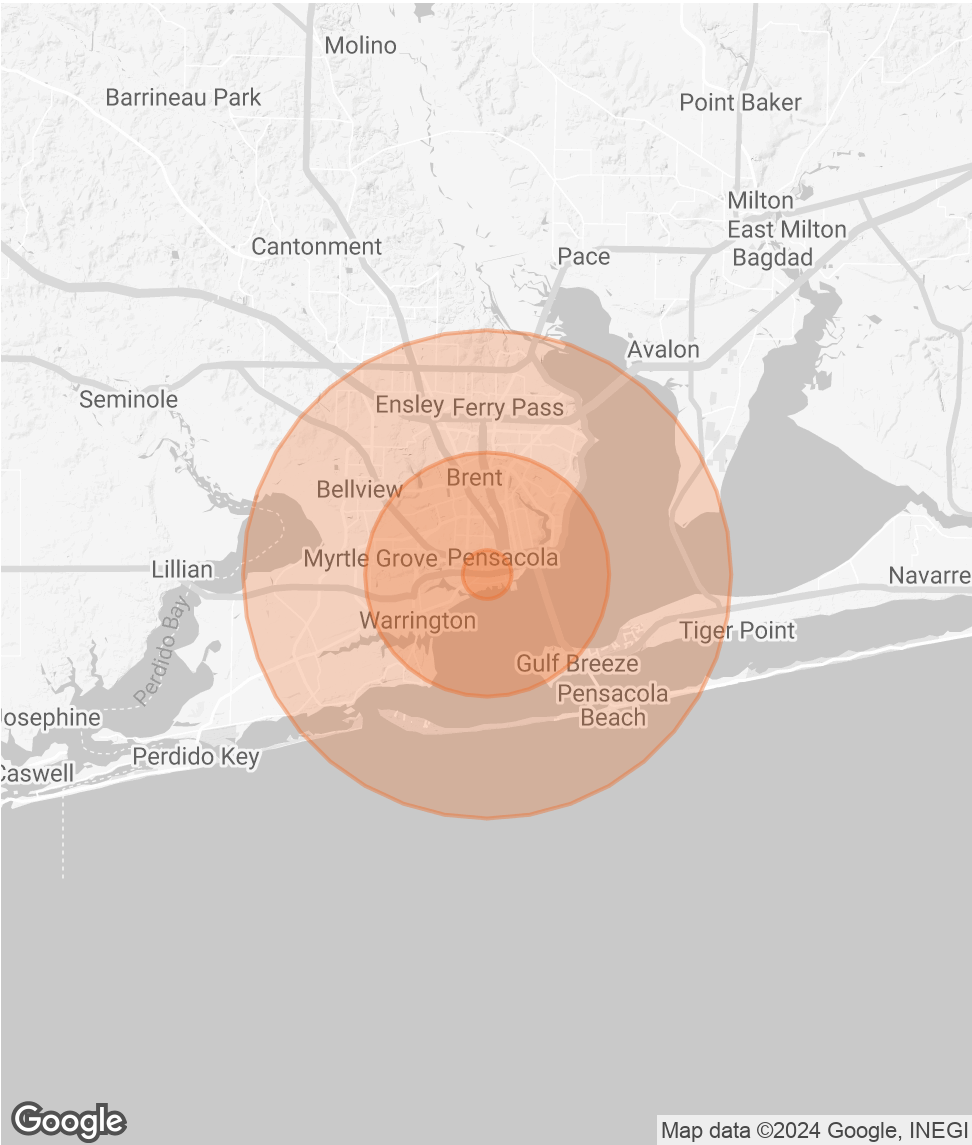 Molino
Barrineau Park
Point Baker
Milton
East Milton
Cantonment
Pace
Bagdad
Avalon
Seminole
Ensley
Ferry Pass
Brent
Bellview
Myrtle Grove
Pensacola
Lillian
Navarre
Warrington
Tiger Point
Perdido Bay
Gulf Breeze
Pensacola
Beach
Josephine
Perdido Key
Caswell
Google
Map data ©2024 Google, INEGI